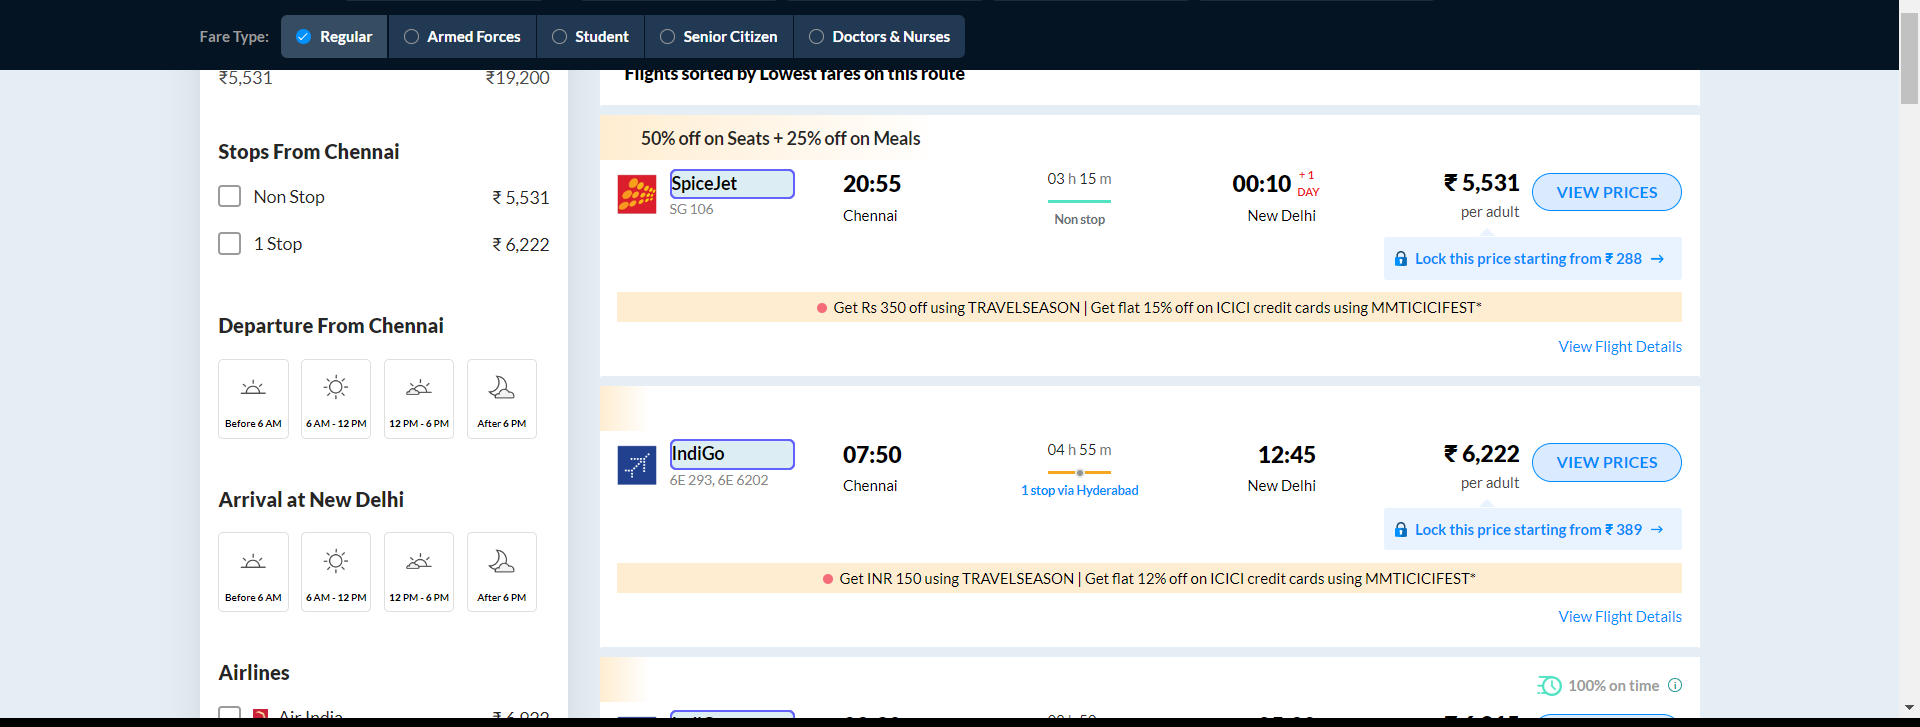 Fare Type: Regular Armed Forces Student Senior Citizen Doctors & Nurses
₹5,531 ₹19,200
Stops From Chennai
Non Stop ₹ 5,531
1 Stop ₹ 6,222
Departure From Chennai
Before 6 AM 6 AM - 12 PM 12 PM - 6 PM After 6 PM
Arrival at New Delhi
Before 6 AM 6 AM - 12 PM 12 PM - 6 PM After 6 PM
Airlines
Air India
Flights sorted by Lowest fares on this route
50% off on Seats + 25% off on Meals
SpiceJet 20:55 03 h 15 m 00:10 + 1 DAY ₹ 5,531 VIEW PRICES
SG 106 Chennai Non stop New Delhi per adult
Lock this price starting from ₹ 288 →
Get Rs 350 off using TRAVELSEASON | Get flat 15% off on ICICI credit cards using MMTICICIFEST*
View Flight Details
IndiGo 07:50 04 h 55 m 12:45 ₹ 6,222 VIEW PRICES
6E 293, 6E 6202 Chennai 1 stop via Hyderabad New Delhi per adult
Lock this price starting from ₹ 389 →
Get INR 150 using TRAVELSEASON | Get flat 12% off on ICICI credit cards using MMTICICIFEST*
View Flight Details
100% on time